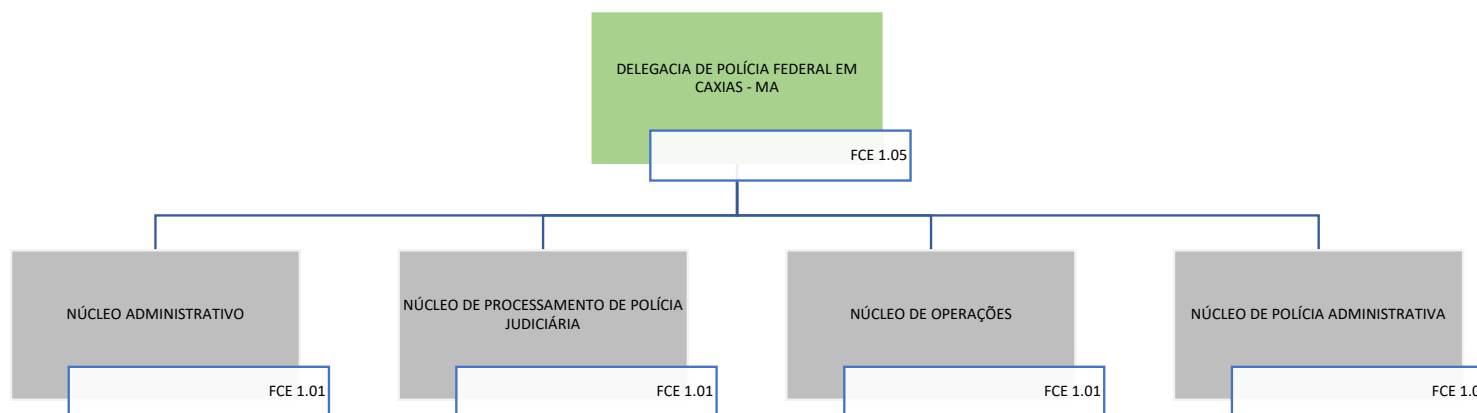 DELEGACIA DE POLÍCIA FEDERAL EM
CAXIAS - MA
FCE 1.05
NÚCLEO ADMINISTRATIVO
FCE 1.01
NÚCLEO DE PROCESSAMENTO DE POLÍCIA
JUDICIÁRIA
FCE 1.01
NÚCLEO DE OPERAÇÕES
FCE 1.01
NÚCLEO DE POLÍCIA ADMINISTRATIVA
FCE